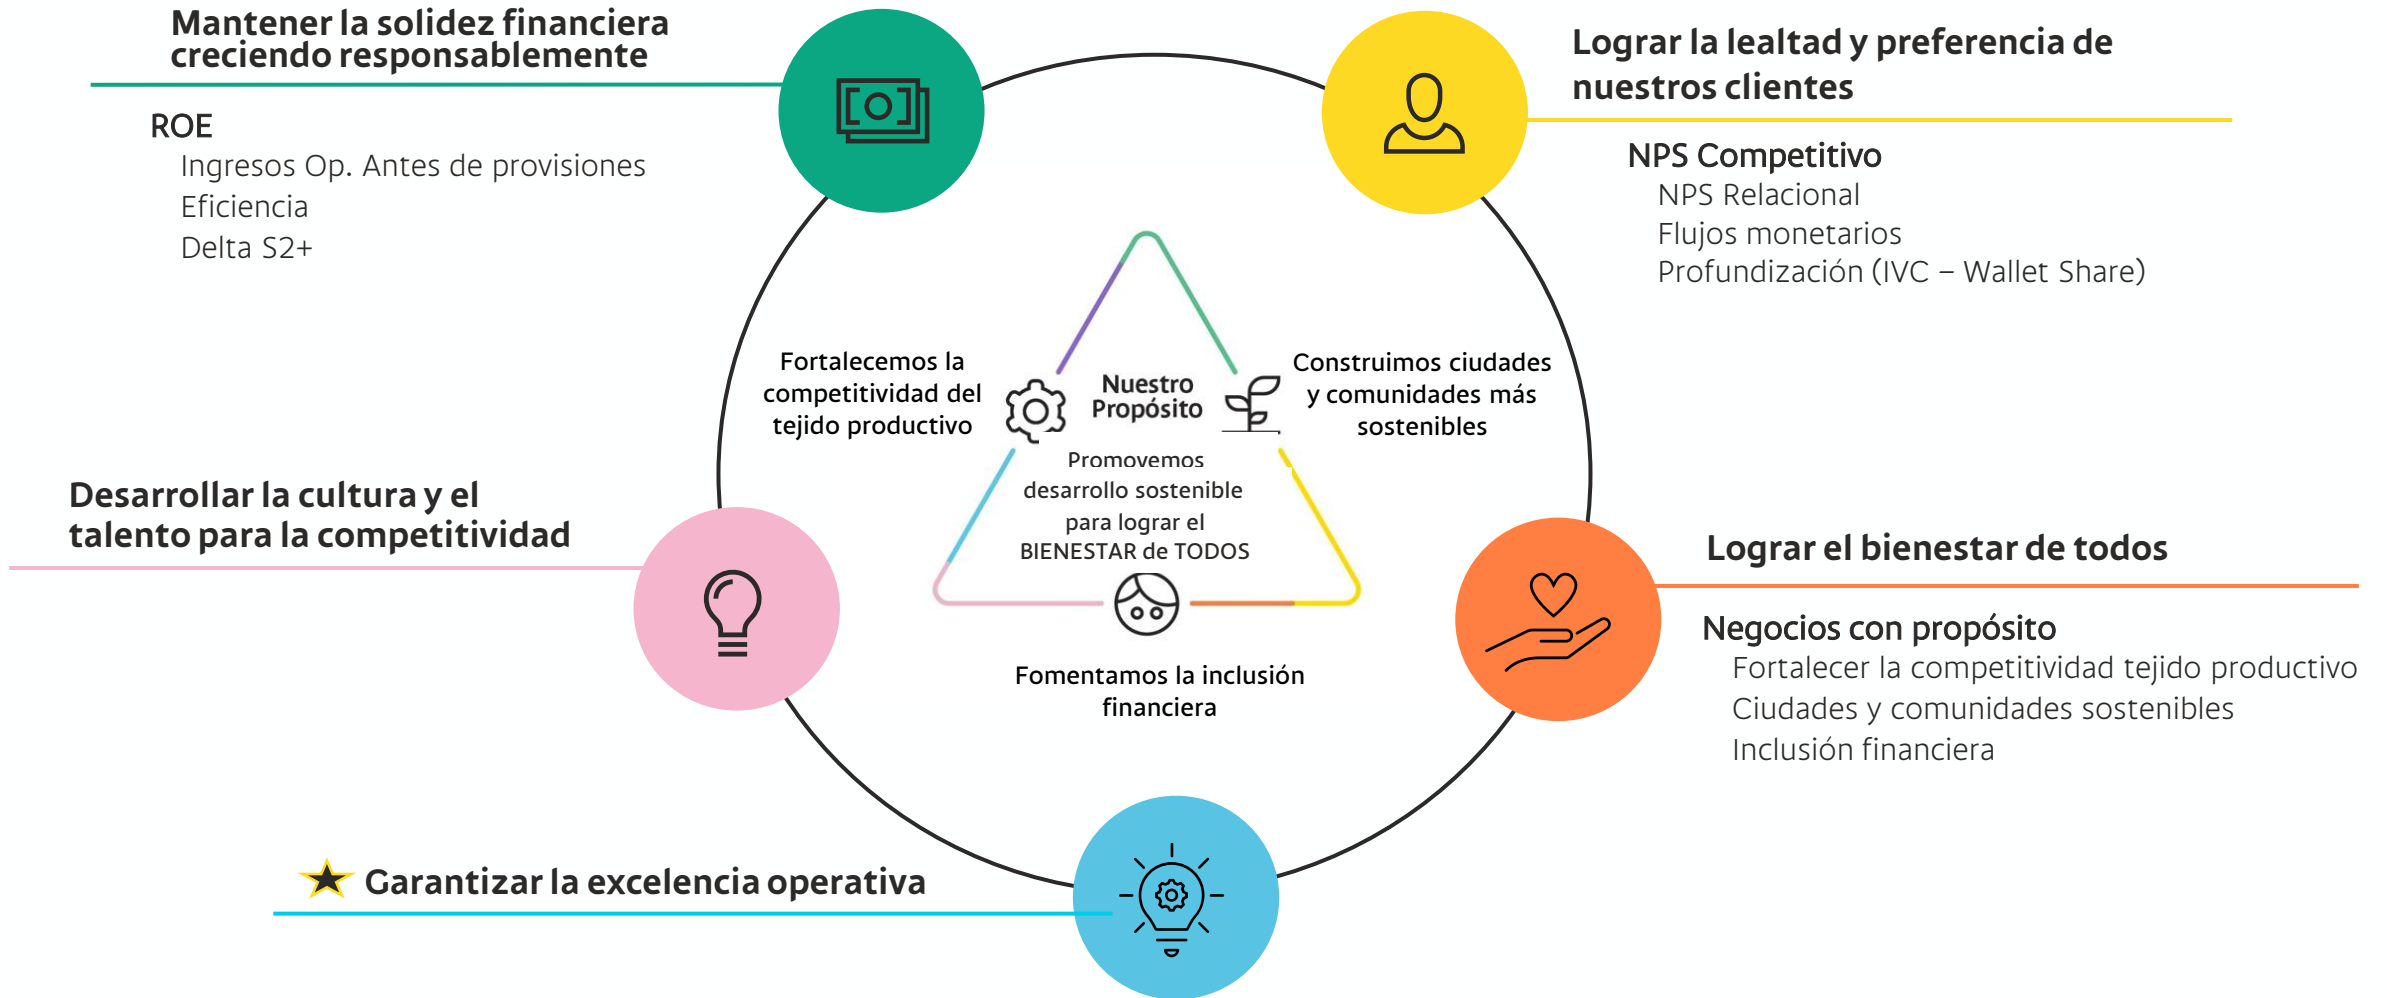 Mantener la solidez financiera
creciendo responsablemente
ROE
Ingresos Op. Antes de provisiones
Eficiencia
Delta S2+
Lograr la lealtad y preferencia de
nuestros clientes
NPS Competitivo
NPS Relacional
Flujos monetarios
Profundización (IVC – Wallet Share)
Fortalecemos la
competitividad del
tejido productivo
Nuestro
Propósito
Promovemos
desarrollo sostenible
para lograr el
BIENESTAR de TODOS
Construimos ciudades
y comunidades más
sostenibles
Fomentamos la inclusión
financiera
Desarrollar la cultura y el
talento para la competitividad
Lograr el bienestar de todos
Negocios con propósito
Fortalecer la competitividad tejido productivo
Ciudades y comunidades sostenibles
Inclusión financiera
Garantizar la excelencia operativa